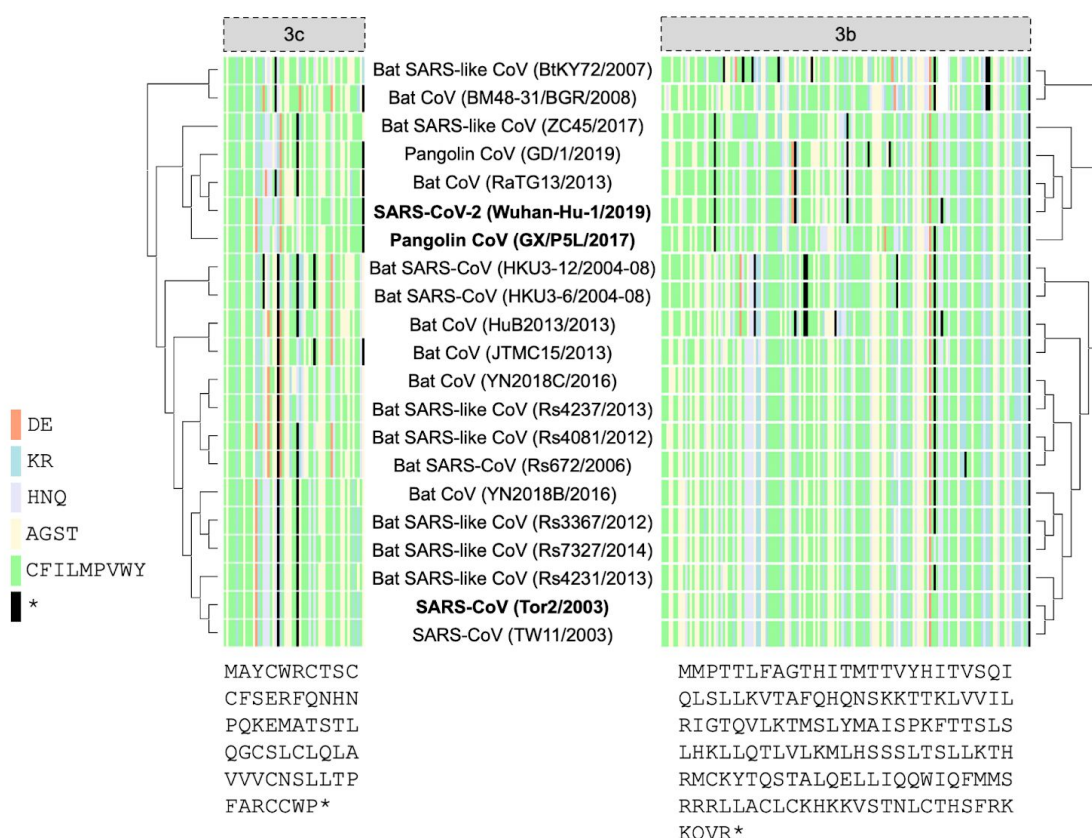 3c
3b
Bat SARS-like CoV (BtKY72/2007)
Bat CoV (BM48-31/BGR/2008)
Bat SARS-like CoV (ZC45/2017)
Pangolin CoV (GD/1/2019)
Bat CoV (RaTG13/2013)
SARS-CoV-2 (Wuhan-Hu-1/2019)
Pangolin CoV (GX/P5L/2017)
Bat SARS-CoV (HKU3-12/2004-08)
Bat SARS-CoV (HKU3-6/2004-08)
Bat CoV (HuB2013/2013)
Bat CoV (JTMC15/2013)
Bat CoV (YN2018C/2016)
Bat SARS-like CoV (Rs4237/2013)
Bat SARS-like CoV (Rs4081/2012)
Bat SARS-CoV (Rs672/2006)
Bat CoV (YN2018B/2016)
Bat SARS-like CoV (Rs3367/2012)
Bat SARS-like CoV (Rs7327/2014)
Bat SARS-like CoV (Rs4231/2013)
SARS-CoV (Tor2/2003)
SARS-CoV (TW11/2003)
DE
KR
HNQ
AGST
CFILMPVWY
*
MAYCWRCTSC
CFSERFQNHN
PQKEMATSTL
QGCSLCLQLA
VVVCNSLLTP
FARCCWP*
MMPTTLFAGTHITMTTVYHITVSQI
QLSLLKVTAFQHQNSKKTTKLVVIL
RIGTQVLKTMSLYMAISPKFTTSLS
LHKLLQTLVLKMLHSSSLTSLLKTH
RMCKYTQSTALQELLIQQWIQFMMS
RRRLLACLCKHKKVSTNLCTHSFRK
KQVR*